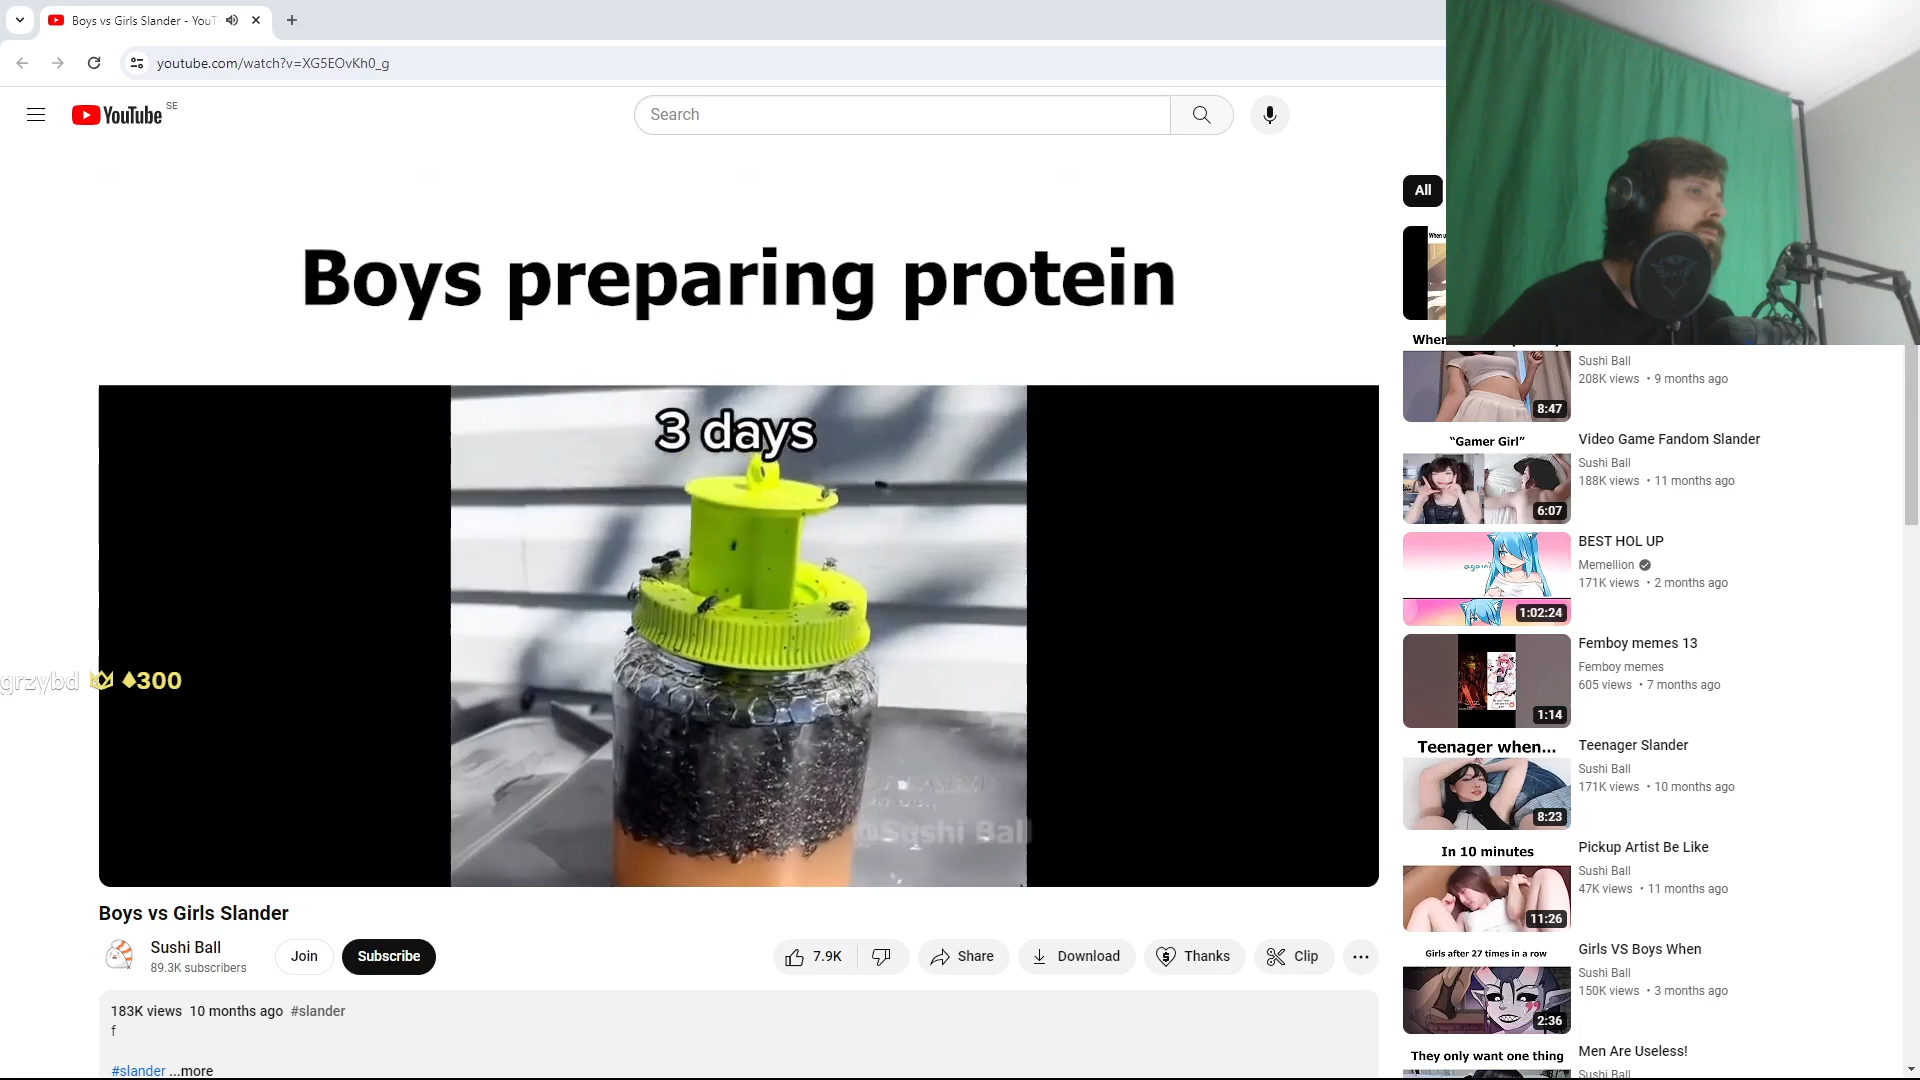 Boys vs Girls Slander - YouT
youtube.com/watch?v=XG5EOvKh0_g
YouTube SE
Search
All
Boys preparing protein
3 days
@Sushi Ball
grzybd 300
Boys vs Girls Slander
Sushi Ball
89.3K subscribers
Join
Subscribe
7.9K
Share
Download
Thanks
Clip
183K views 10 months ago #slander
f
#slander ...more
When u
When
Sushi Ball
208K views • 9 months ago
8:47
"Gamer Girl"
6:07
Video Game Fandom Slander
Sushi Ball
188K views • 11 months ago
again?
1:02:24
BEST HOL UP
Memellion
171K views • 2 months ago
1:14
Femboy memes 13
Femboy memes
605 views • 7 months ago
Teenager when...
8:23
Teenager Slander
Sushi Ball
171K views • 10 months ago
In 10 minutes
11:26
Pickup Artist Be Like
Sushi Ball
47K views • 11 months ago
Girls after 27 times in a row
2:36
Girls VS Boys When
Sushi Ball
150K views • 3 months ago
They only want one thing
Men Are Useless!
Sushi Ball